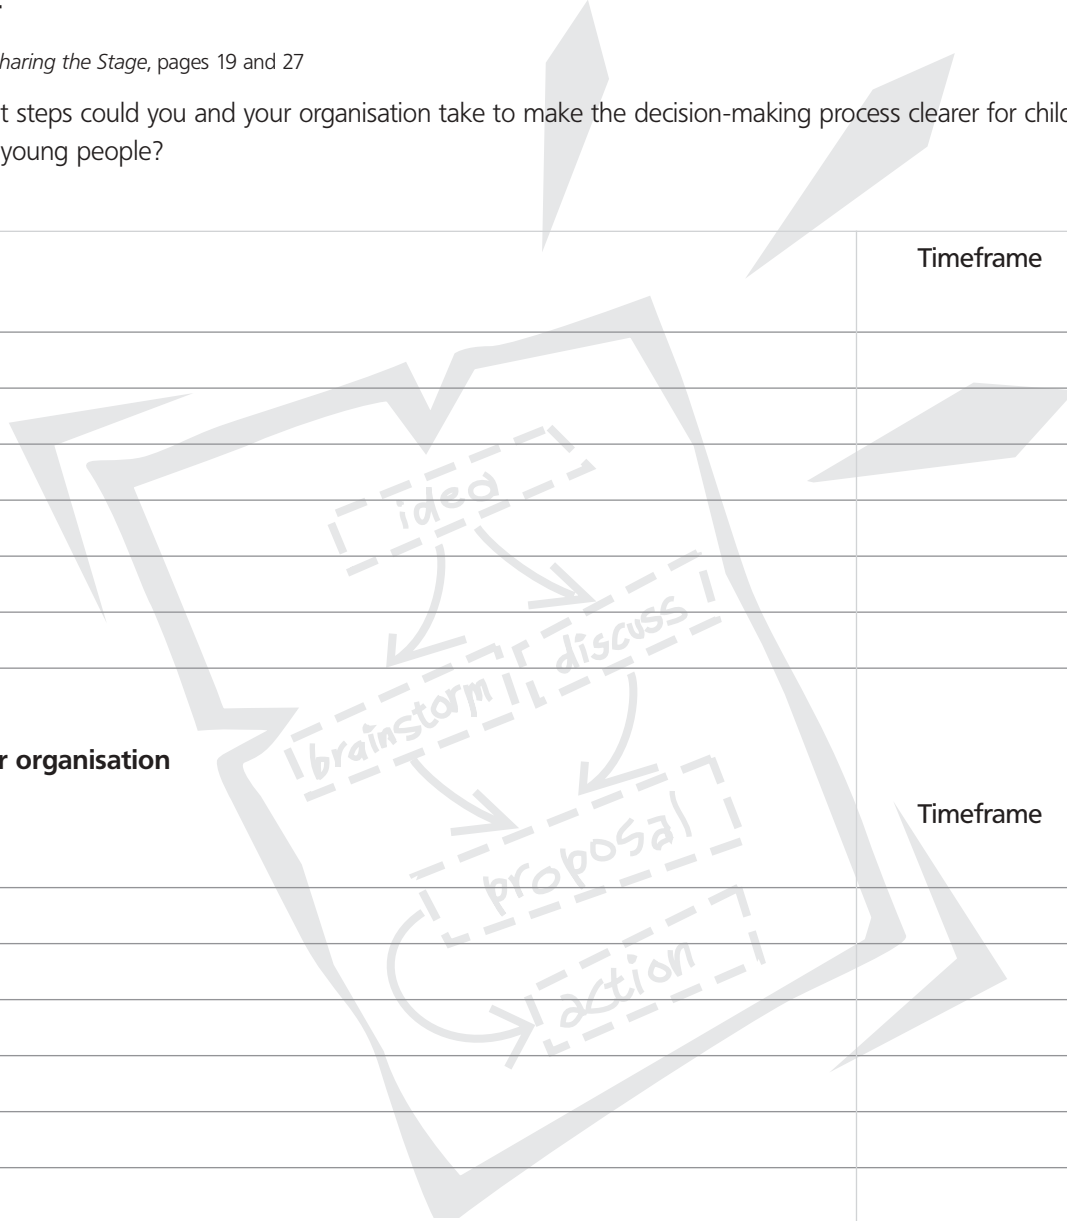 haring the Stage, pages 19 and 27
t steps could you and your organisation take to make the decision-making process clearer for chil
young people?
Timeframe
idea
discuss
brainstorm
r organisation
Timeframe
proposal
action